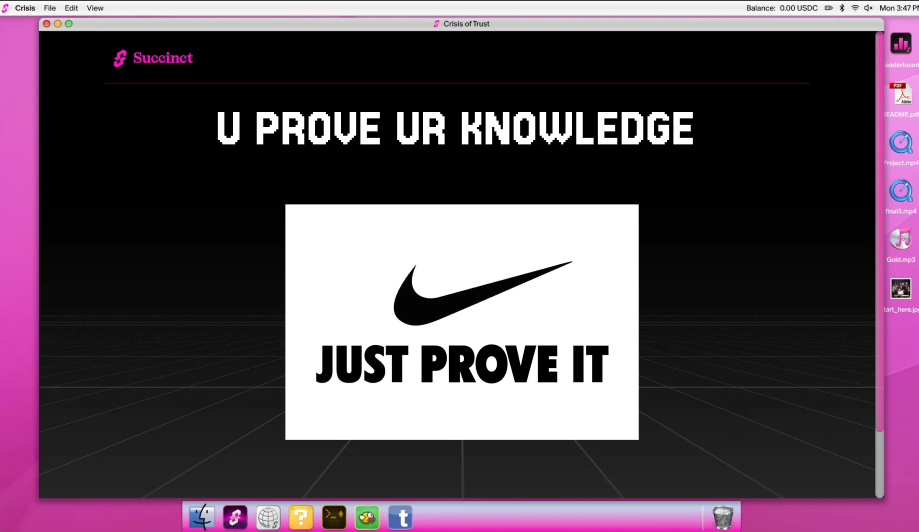 Crisis File Edit View Balance: 0.00 USDC Mon 3:47
Crisis of Trust
Succinct
U PROVE UR KNOWLEDGE
JUST PROVE IT
PDF
Adobe
README.pdf
Project.mp4
final3.mp4
Gold.mp3
tart_here.jp
eaderboard